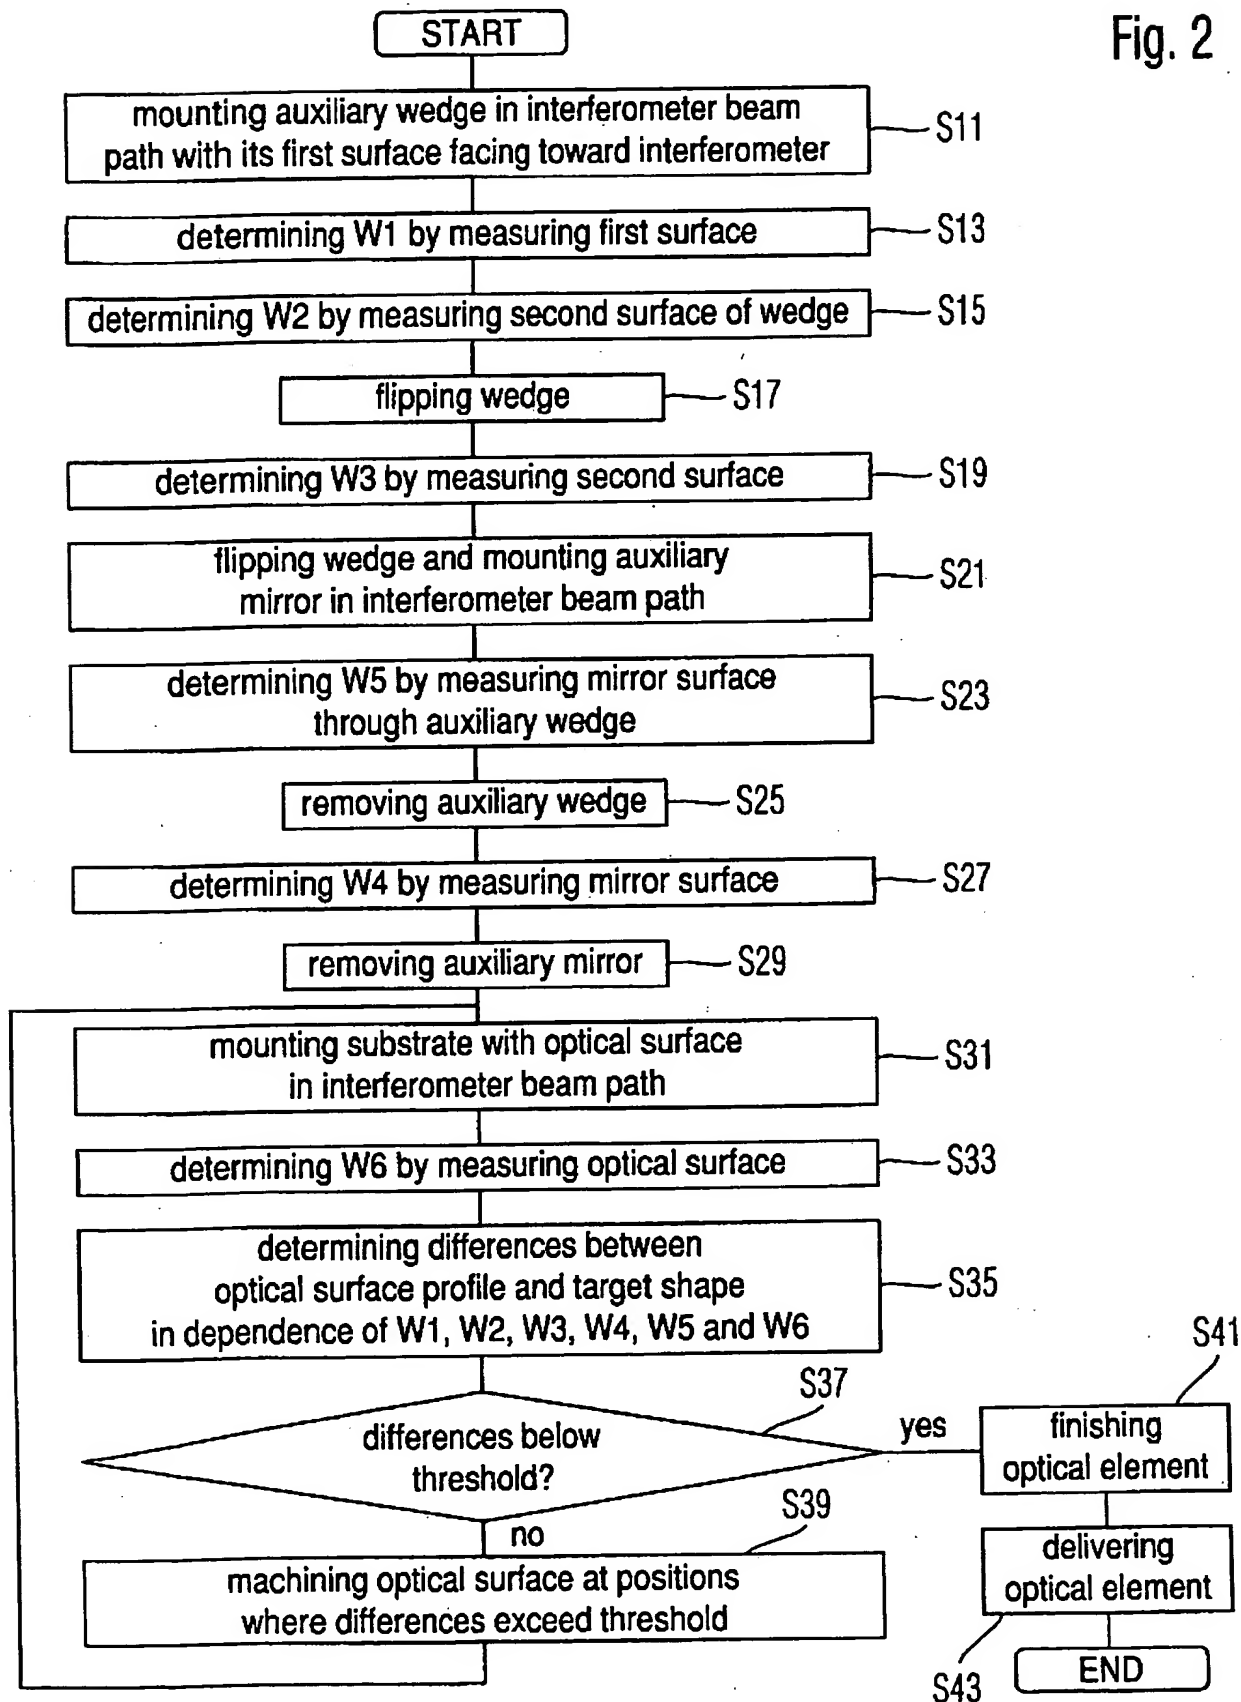 Fig. 2
START
mounting auxiliary wedge in interferometer beam
path with its first surface facing toward interferometer
S11
determining W1 by measuring first surface
S13
determining W2 by measuring second surface of wedge
S15
flipping wedge
S17
determining W3 by measuring second surface
S19
flipping wedge and mounting auxiliary
mirror in interferometer beam path
S21
determining W5 by measuring mirror surface
through auxiliary wedge
S23
removing auxiliary wedge
S25
determining W4 by measuring mirror surface
S27
removing auxiliary mirror
S29
mounting substrate with optical surface
in interferometer beam path
S31
determining W6 by measuring optical surface
S33
determining differences between
optical surface profile and target shape
in dependence of W1, W2, W3, W4, W5 and W6
S35
differences below
threshold?
S37
yes
no
S41
finishing
optical element
S39
machining optical surface at positions
where differences exceed threshold
delivering
optical element
S43
END